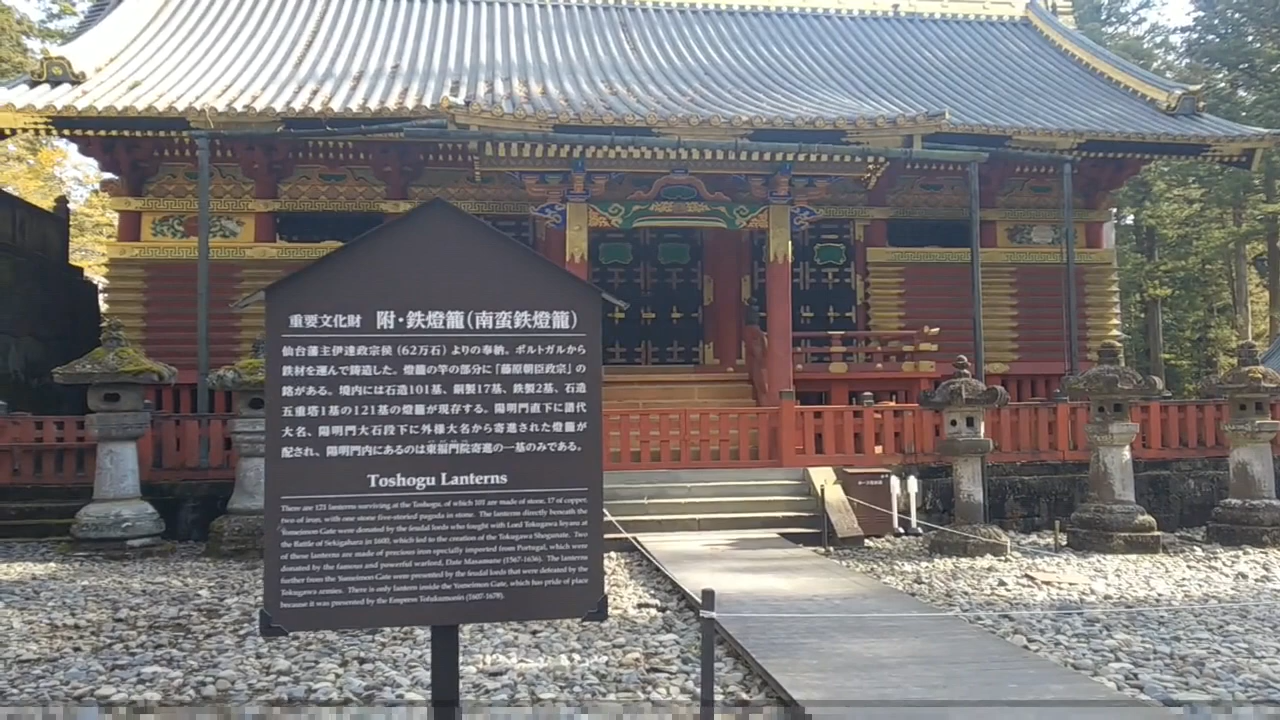 重要文化財 附・鉄燈籠(南蛮鉄燈籠)
仙台藩主伊達政宗侯(62万石)よりの奉納。ポルトガルから
鉄材を運んで鋳造した。燈籠の竿の部分に「藤原朝臣政宗」の
銘がある。境内には石造101基、銅製17基、鉄製2基、石造
五重塔1基の121基の燈籠が現存する。陽明門直下に譜代
大名、陽明門大石段下に外様大名から寄進された燈籠が
配され、陽明門内にあるのは東福門院寄進の一基のみである。
Toshogu Lanterns
There are 121 lanterns surviving at the Toshogu, of which 101 are made of stone, 17 of copper,
two of iron, with one stone five-storied pagoda in stone. The lanterns directly beneath the
Yomeimon Gate were donated by the feudal lords who fought with Lord Tokugawa Ieyasu at
the Battle of Sekigahara in 1600, which led to the creation of the Tokugawa Shogunate. Two
of these lanterns are made of precious iron specially imported from Portugal, which were
donated by the famous and powerful warlord, Date Masamune (1567-1636). The lanterns
further from the Yomeimon Gate were presented by the feudal lords that were defeated by the
Tokugawa armies. There is only lantern inside the Yomeimon Gate, which has pride of place
because it was presented by the Empress Tofukumonin (1607-1678).